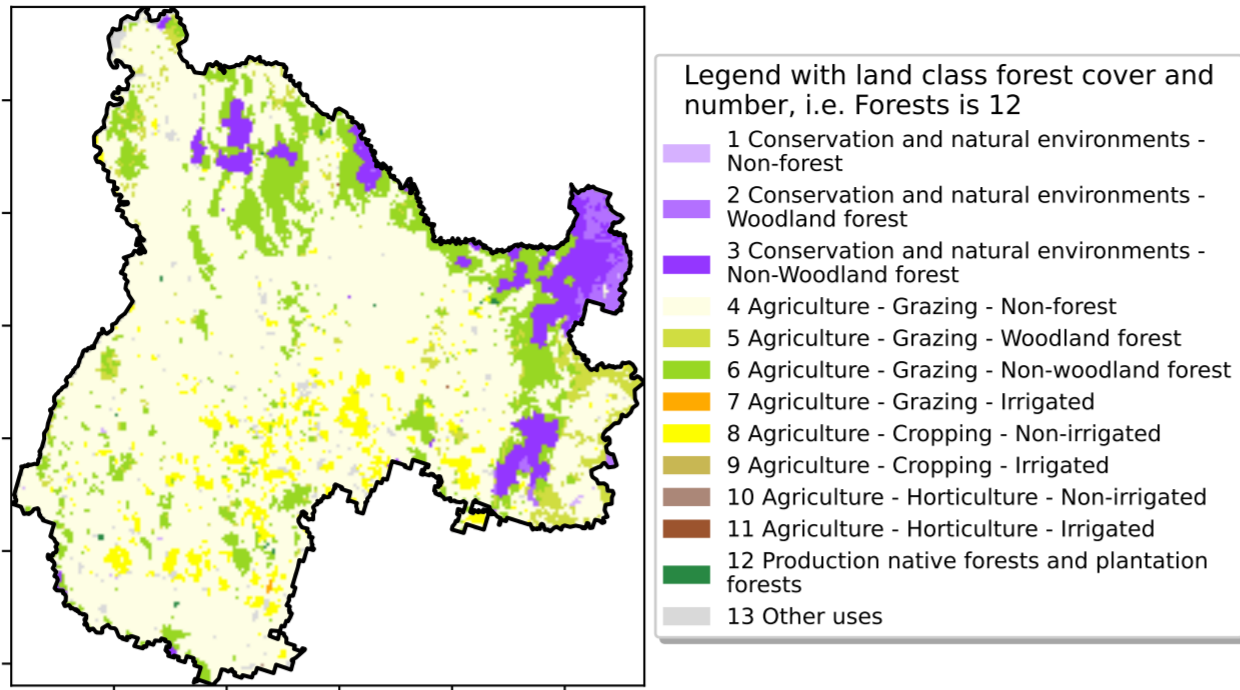 Legend with land class forest cover and
number, i.e. Forests is 12
1 Conservation and natural environments -
Non-forest
2 Conservation and natural environments -
Woodland forest
3 Conservation and natural environments -
Non-Woodland forest
4 Agriculture - Grazing - Non-forest
5 Agriculture - Grazing - Woodland forest
6 Agriculture - Grazing - Non-woodland forest
7 Agriculture - Grazing - Irrigated
8 Agriculture - Cropping - Non-irrigated
9 Agriculture - Cropping - Irrigated
10 Agriculture - Horticulture - Non-irrigated
11 Agriculture - Horticulture - Irrigated
12 Production native forests and plantation
forests
13 Other uses